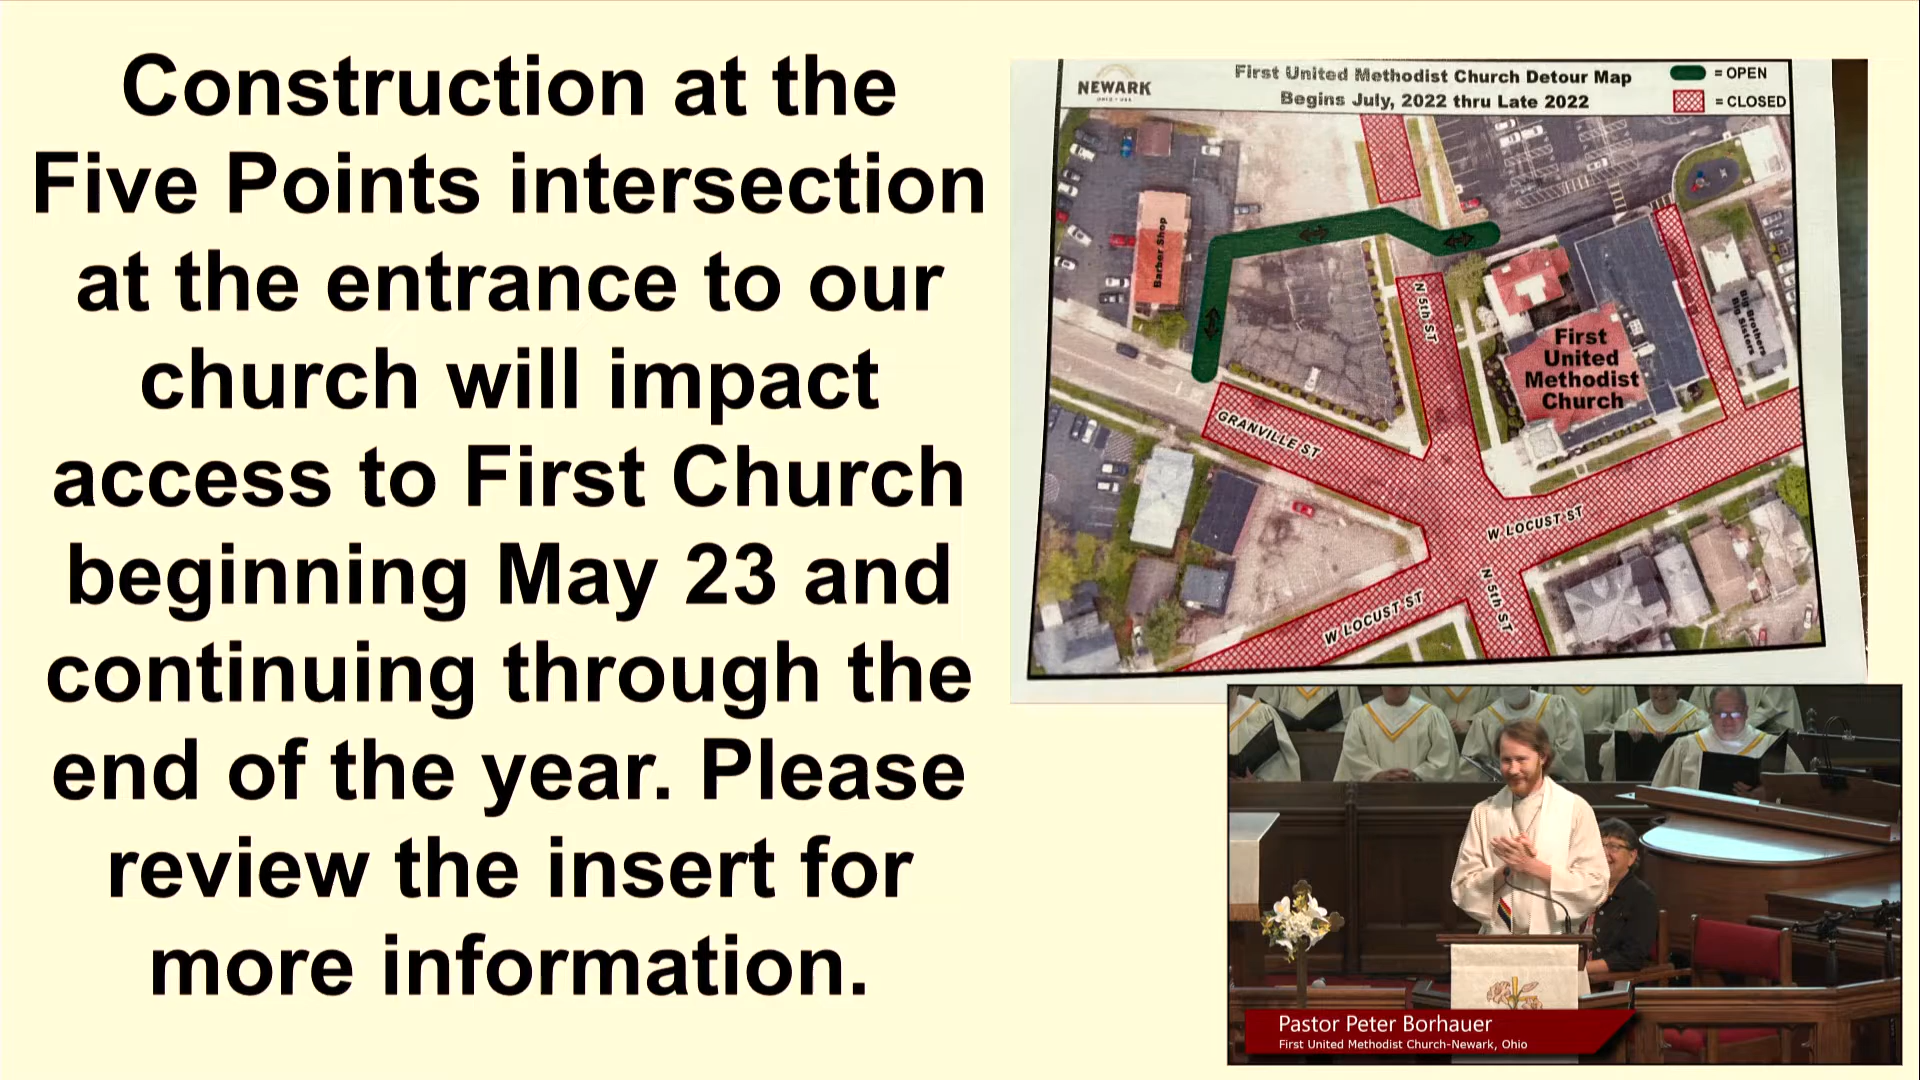 Construction at the
Five Points intersection
at the entrance to our
church will impact
access to First Church
beginning May 23 and
continuing through the
end of the year. Please
review the insert for
more information.
NEWARK
OHIO • USA
First United Methodist Church Detour Map
Begins July, 2022 thru Late 2022
= OPEN
= CLOSED
Barber Shop
N 5th ST
First
United
Methodist
Church
Big Brothers
Big Sisters
GRANVILLE ST
W LOCUST ST
W LOCUST ST
N 5th ST
Pastor Peter Borhauer
First United Methodist Church-Newark, Ohio